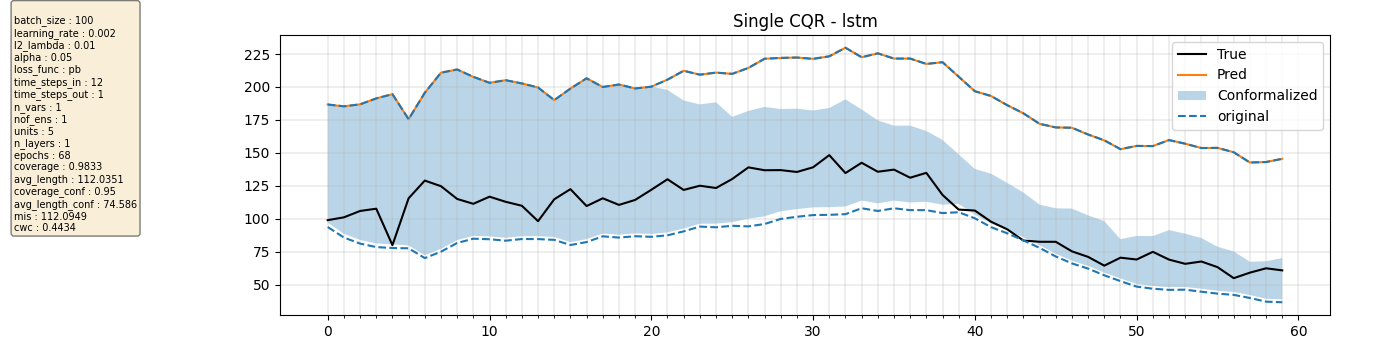 batch_size : 100
learning_rate : 0.002
l2_lambda : 0.01
alpha : 0.05
loss_func : pb
time_steps_in : 12
time_steps_out : 1
n_vars : 1
nof_ens : 1
units : 5
n_layers : 1
epochs : 68
coverage : 0.9833
avg_length : 112.0351
coverage_conf : 0.95
avg_length_conf : 74.586
mis : 112.0949
cwc : 0.4434
Single CQR - lstm
225
200
175
150
125
100
75
50
0 10 20 30 40 50 60
True
Pred
Conformalized
original